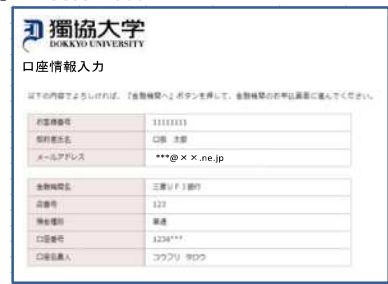 獨協大学
DOKKYO UNIVERSITY
口座情報入力
以下の内容でよろしければ、「金融機関へ」ボタンを押して、金融機関のお申込画面に進んでください。
お客様番号 11111111
契約者氏名 口振 太郎
メールアドレス ***@××.ne.jp
金融機関名 三菱UFJ銀行
店番号 123
預金種別 普通
口座番号 1234***
口座名義人 コウフリ タロウ